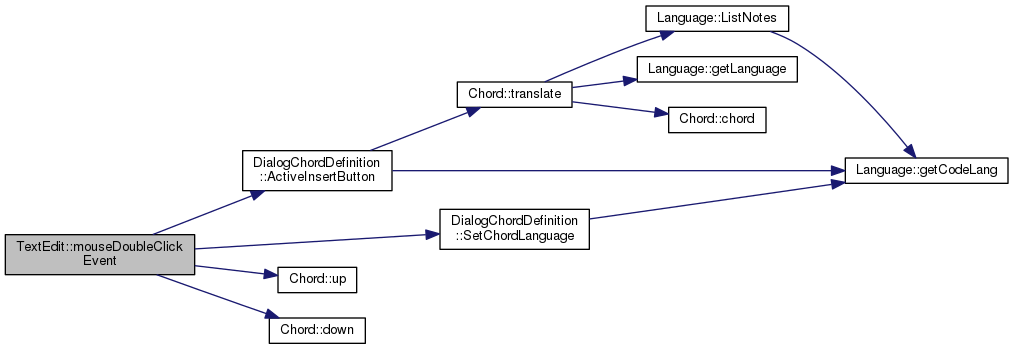 Language::ListNotes
Language::getLanguage
Chord::translate
Chord::chord
DialogChordDefinition
::ActiveInsertButton
Language::getCodeLang
DialogChordDefinition
::SetChordLanguage
TextEdit::mouseDoubleClick
Event
Chord::up
Chord::down